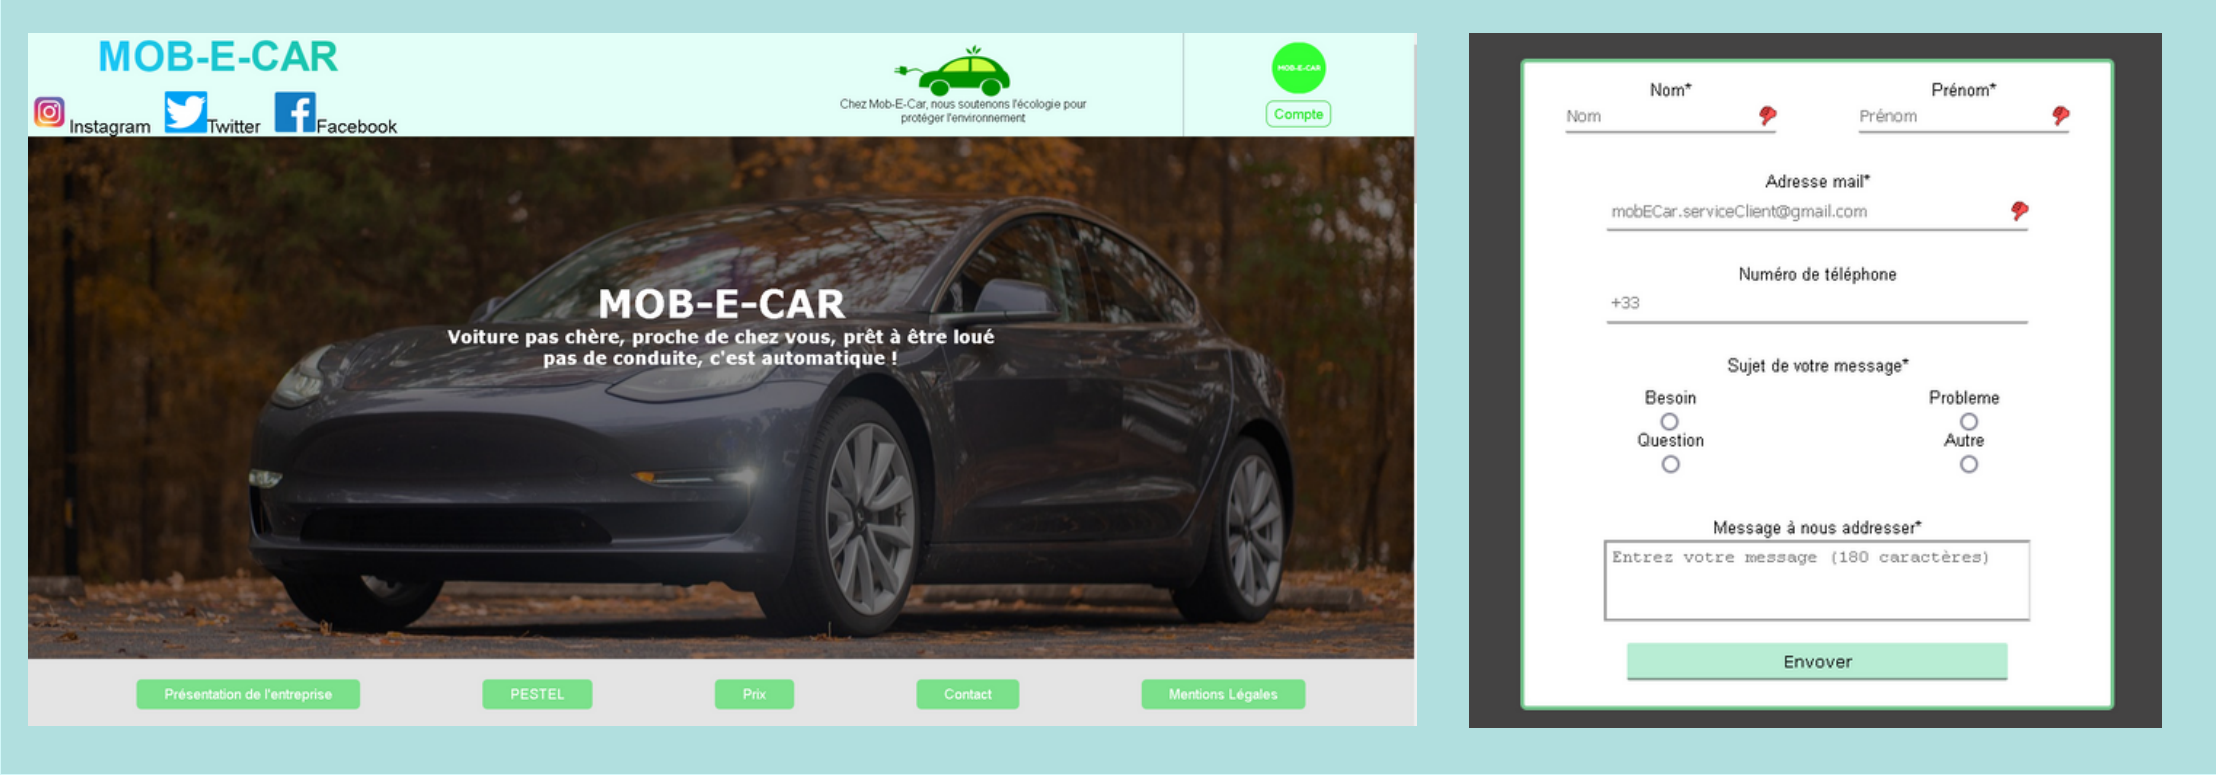 MOB-E-CAR
Instagram
Twitter
Facebook
Chez Mob-E-Car, nous soutenons l'écologie pour
protéger l'environnement
MOB-E-CAR
Compte
MOB-E-CAR
Voiture pas chère, proche de chez vous, prêt à être loué
pas de conduite, c'est automatique !
Présentation de l'entreprise
PESTEL
Prix
Contact
Mentions Légales
Nom*
Prénom*
Nom
Prénom
Adresse mail*
mobECar.serviceClient@gmail.com
Numéro de téléphone
+33
Sujet de votre message*
Besoin
Probleme
Question
Autre
Message à nous addresser*
Entrez votre message (180 caractères)
Envoyer